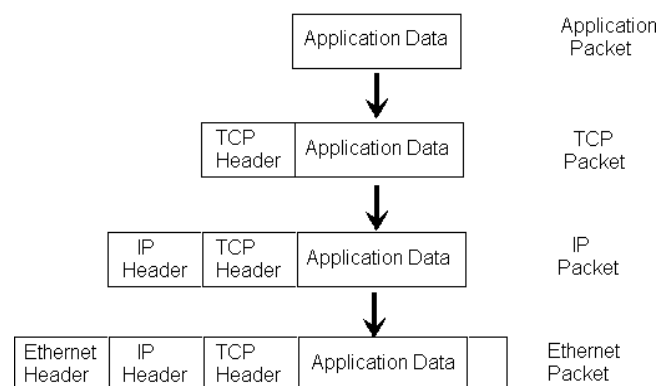 Application Data
Application
Packet
TCP
Header
Application Data
TCP
Packet
IP
Header
TCP
Header
Application Data
IP
Packet
Ethernet
Header
IP
Header
TCP
Header
Application Data
Ethernet
Packet